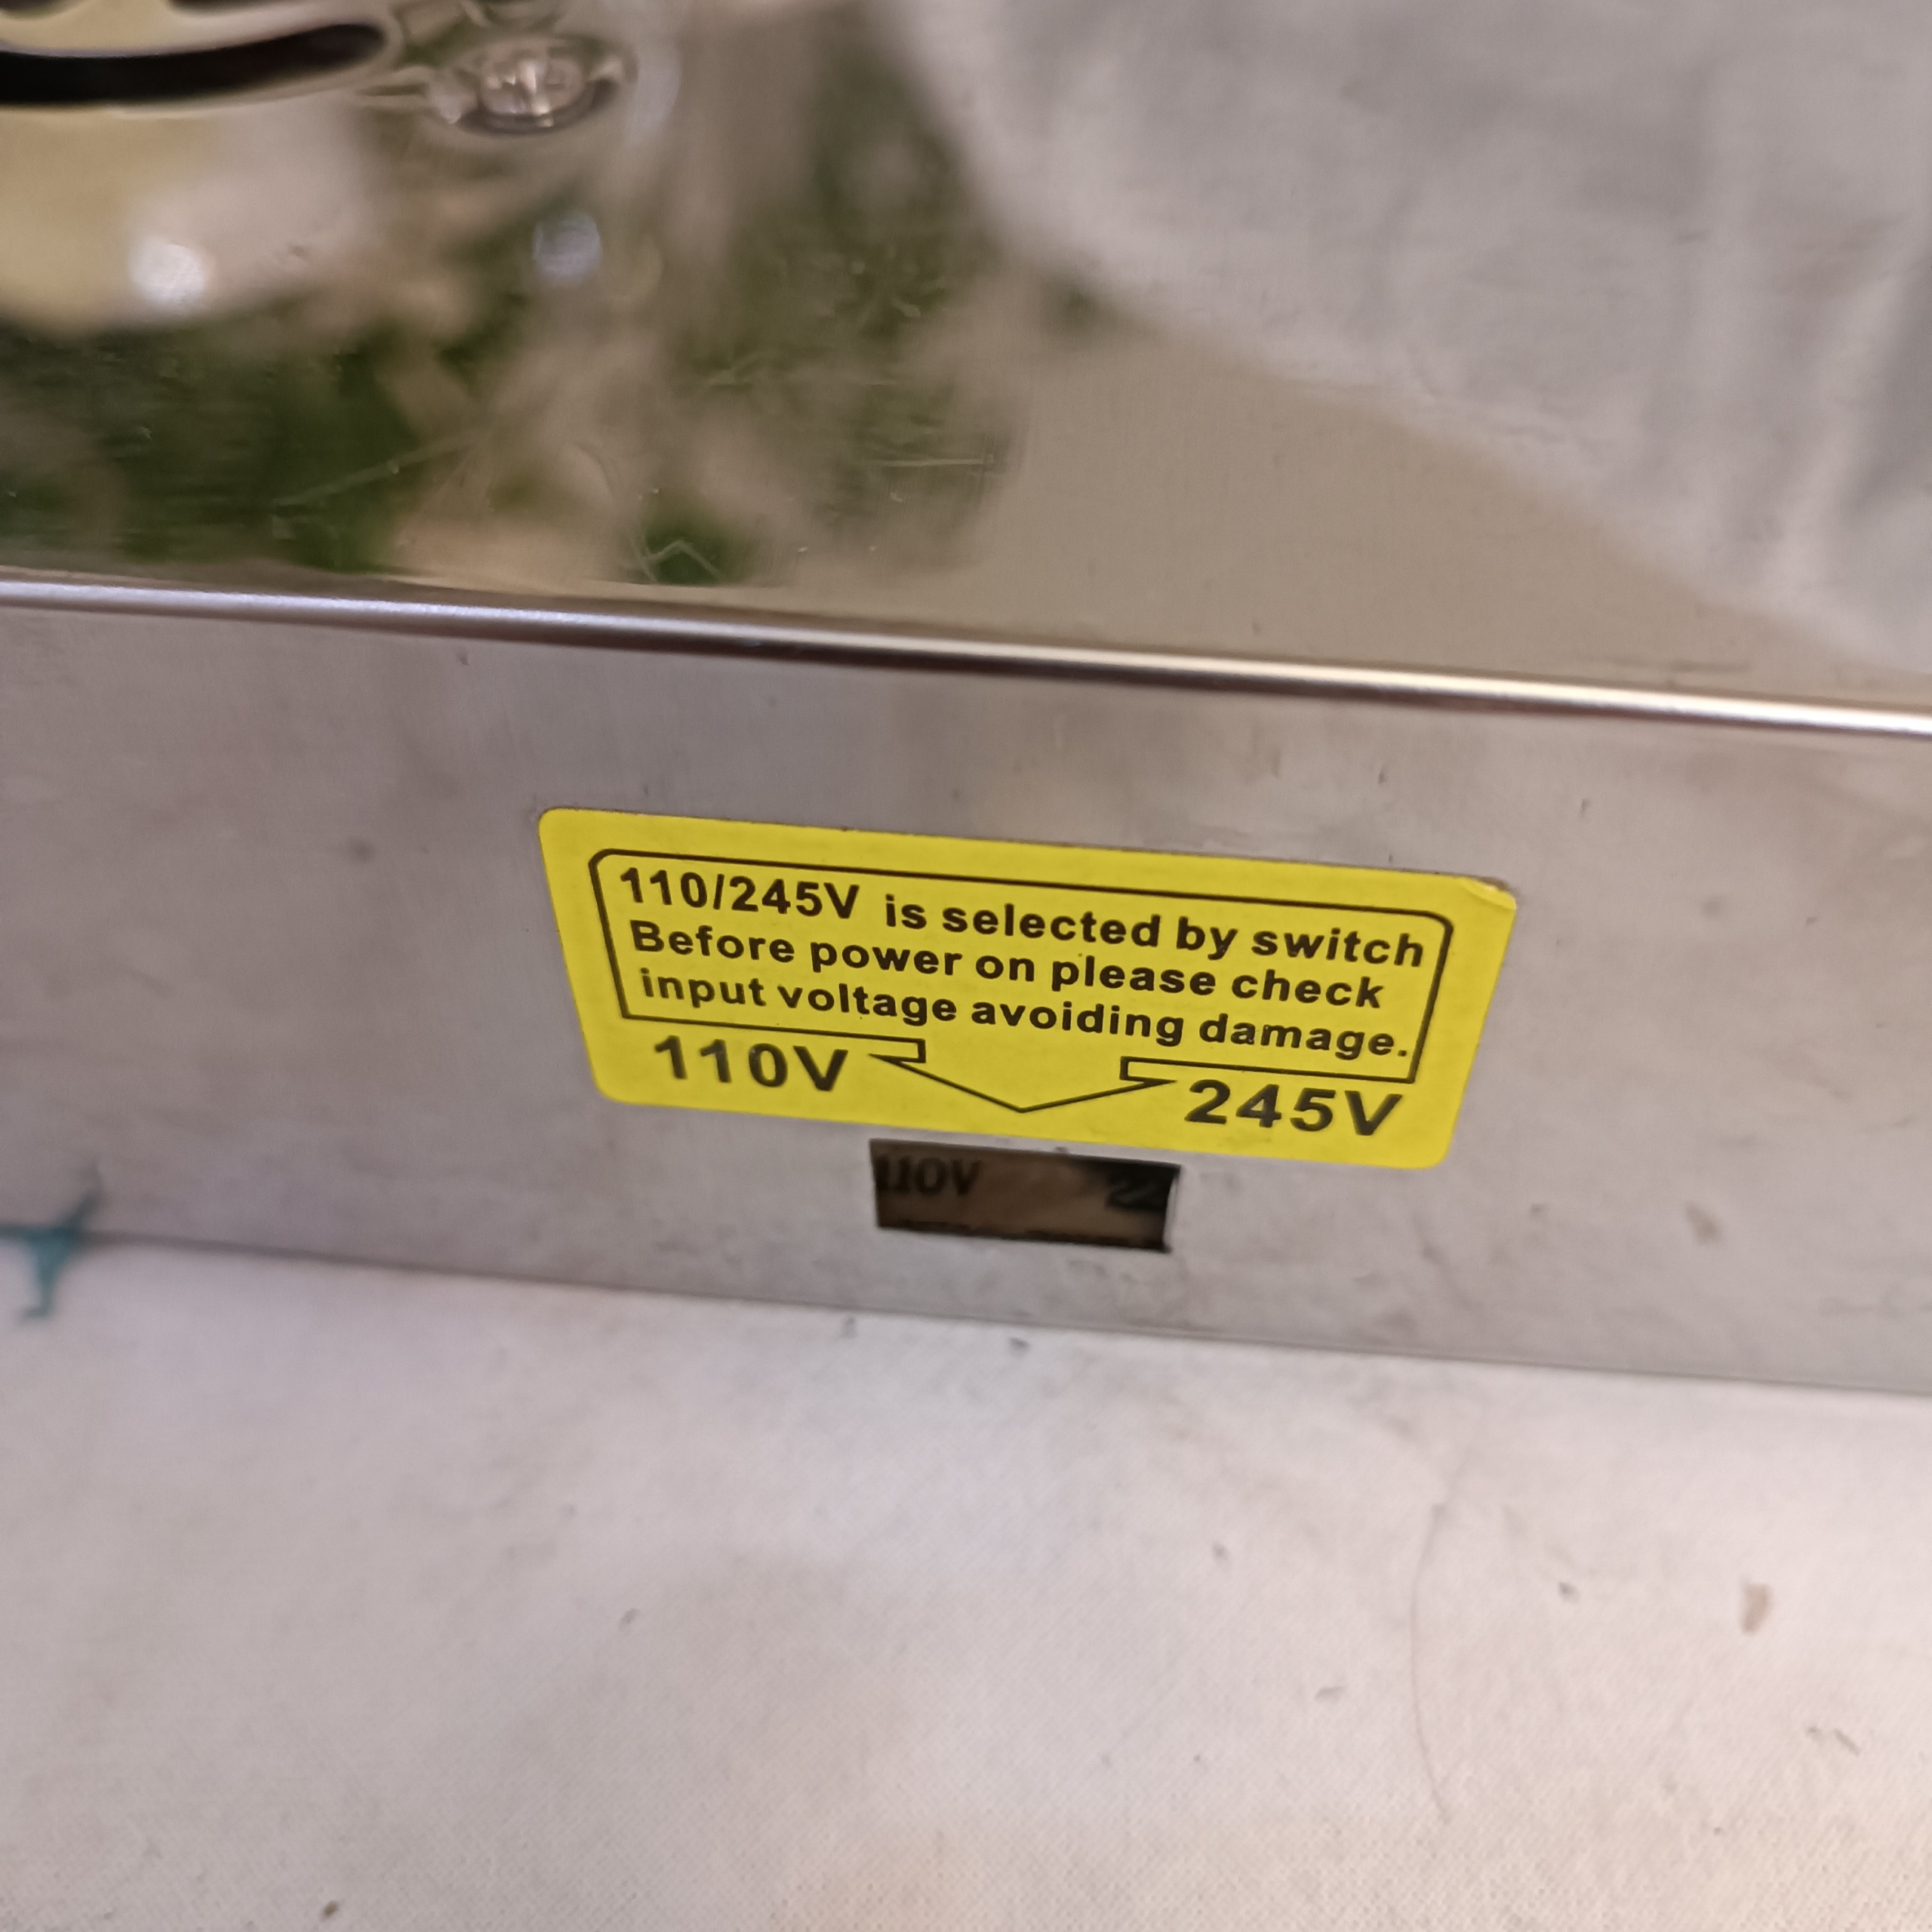 110/245V is selected by switch
Before power on please check
input voltage avoiding damage.
110V 245V
110V